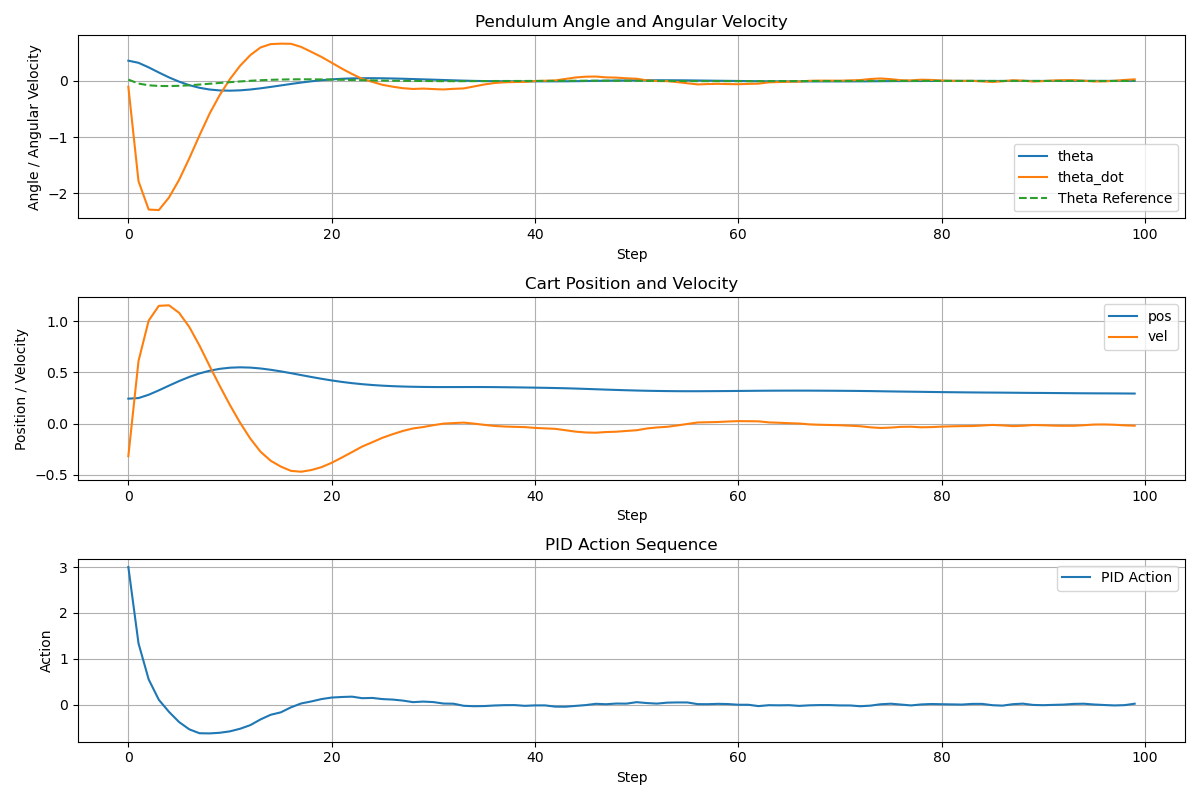 Pendulum Angle and Angular Velocity
Angle / Angular Velocity
0
−1
−2
theta
theta_dot
Theta Reference
0 20 40 60 80 100
Step
Cart Position and Velocity
Position / Velocity
1.0
0.5
0.0
−0.5
pos
vel
0 20 40 60 80 100
Step
PID Action Sequence
Action
3
2
1
0
PID Action
0 20 40 60 80 100
Step